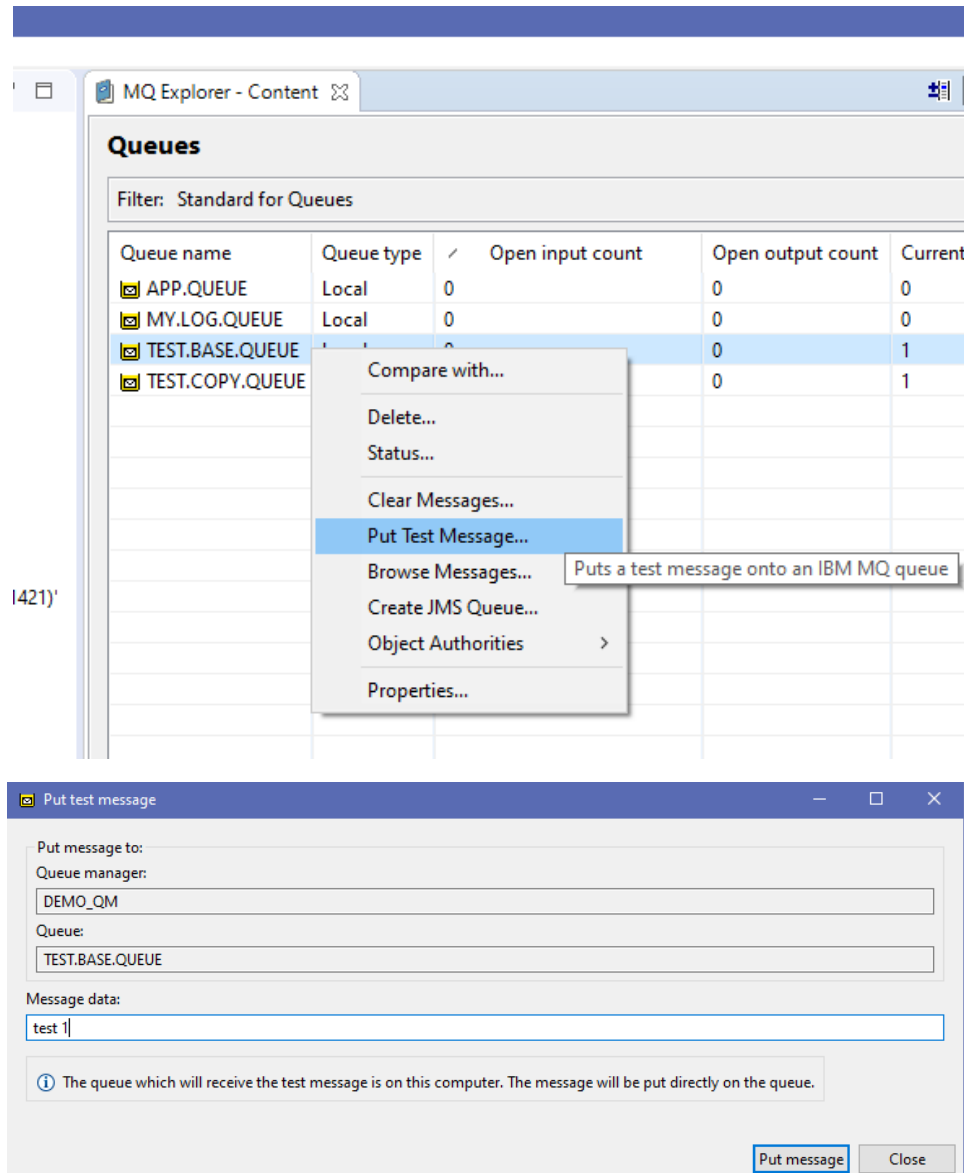 MQ Explorer - Content
Queues
Filter: Standard for Queues
Queue name Queue type Open input count Open output count Current
APP.QUEUE Local 0 0 0
MY.LOG.QUEUE Local 0 0 0
TEST.BASE.QUEUE 0 1
TEST.COPY.QUEUE 0 1
Compare with...
Delete...
Status...
Clear Messages...
Put Test Message...
Browse Messages...
Puts a test message onto an IBM MQ queue
Create JMS Queue...
Object Authorities
Properties...
1421)'
Put test message
Put message to:
Queue manager:
DEMO_QM
Queue:
TEST.BASE.QUEUE
Message data:
test 1
The queue which will receive the test message is on this computer. The message will be put directly on the queue.
Put message Close